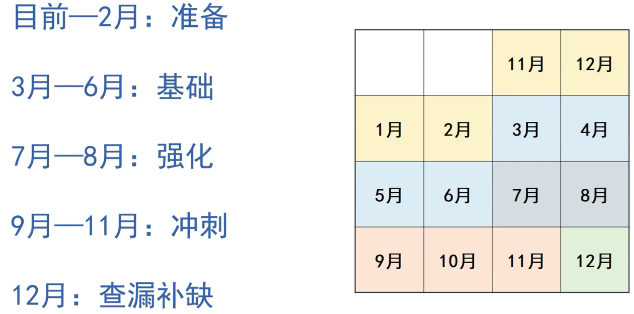 目前—2月：准备
3月—6月：基础
7月—8月：强化
9月—11月：冲刺
12月：查漏补缺
11月 12月
1月 2月 3月 4月
5月 6月 7月 8月
9月 10月 11月 12月